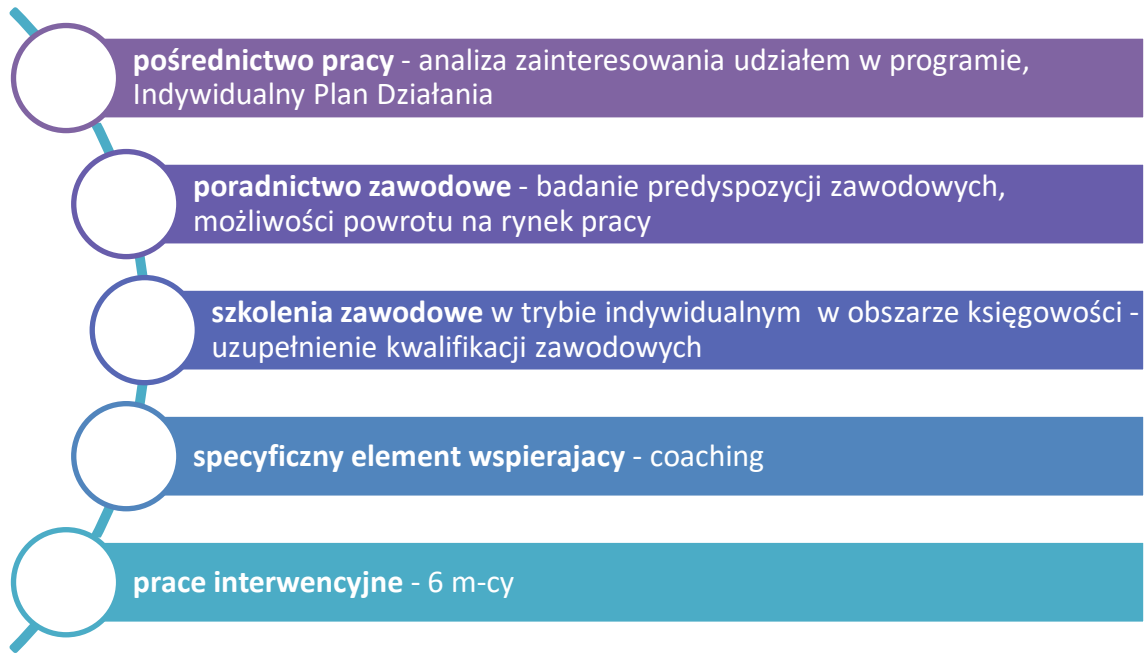 pośrednictwo pracy - analiza zainteresowania udziałem w programie,
Indywidualny Plan Działania
poradnictwo zawodowe - badanie predyspozycji zawodowych,
możliwości powrotu na rynek pracy
szkolenia zawodowe w trybie indywidualnym  w obszarze księgowości -
uzupełnienie kwalifikacji zawodowych
specyficzny element wspierajacy - coaching
prace interwencyjne - 6 m-cy